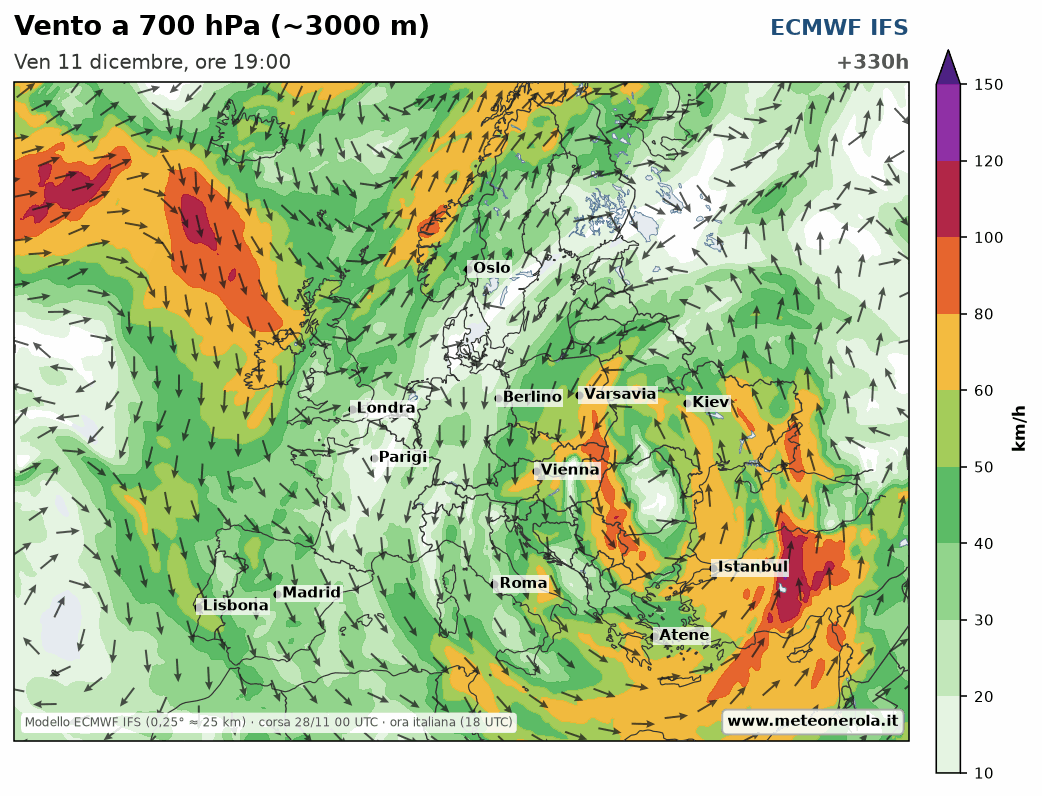 Vento a 700 hPa (~3000 m)
ECMWF IFS
Ven 11 dicembre, ore 19:00
+330h
150
120
100
80
60
50
40
30
20
10
km/h
Oslo
Berlino
Varsavia
Kiev
Londra
Parigi
Vienna
Istanbul
Roma
Madrid
Lisbona
Atene
Modello ECMWF IFS (0,25° ≈ 25 km) · corsa 28/11 00 UTC · ora italiana (18 UTC)
www.meteonerola.it